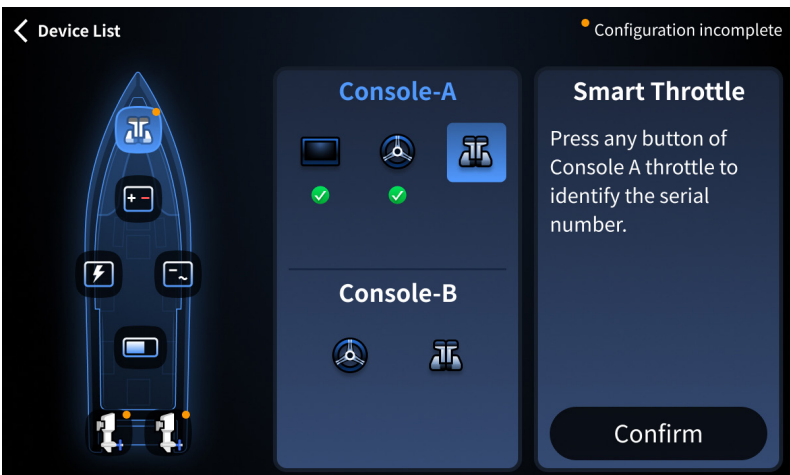 Device List
Configuration incomplete
Console-A
Console-B
Smart Throttle
Press any button of
Console A throttle to
identify the serial
number.
Confirm